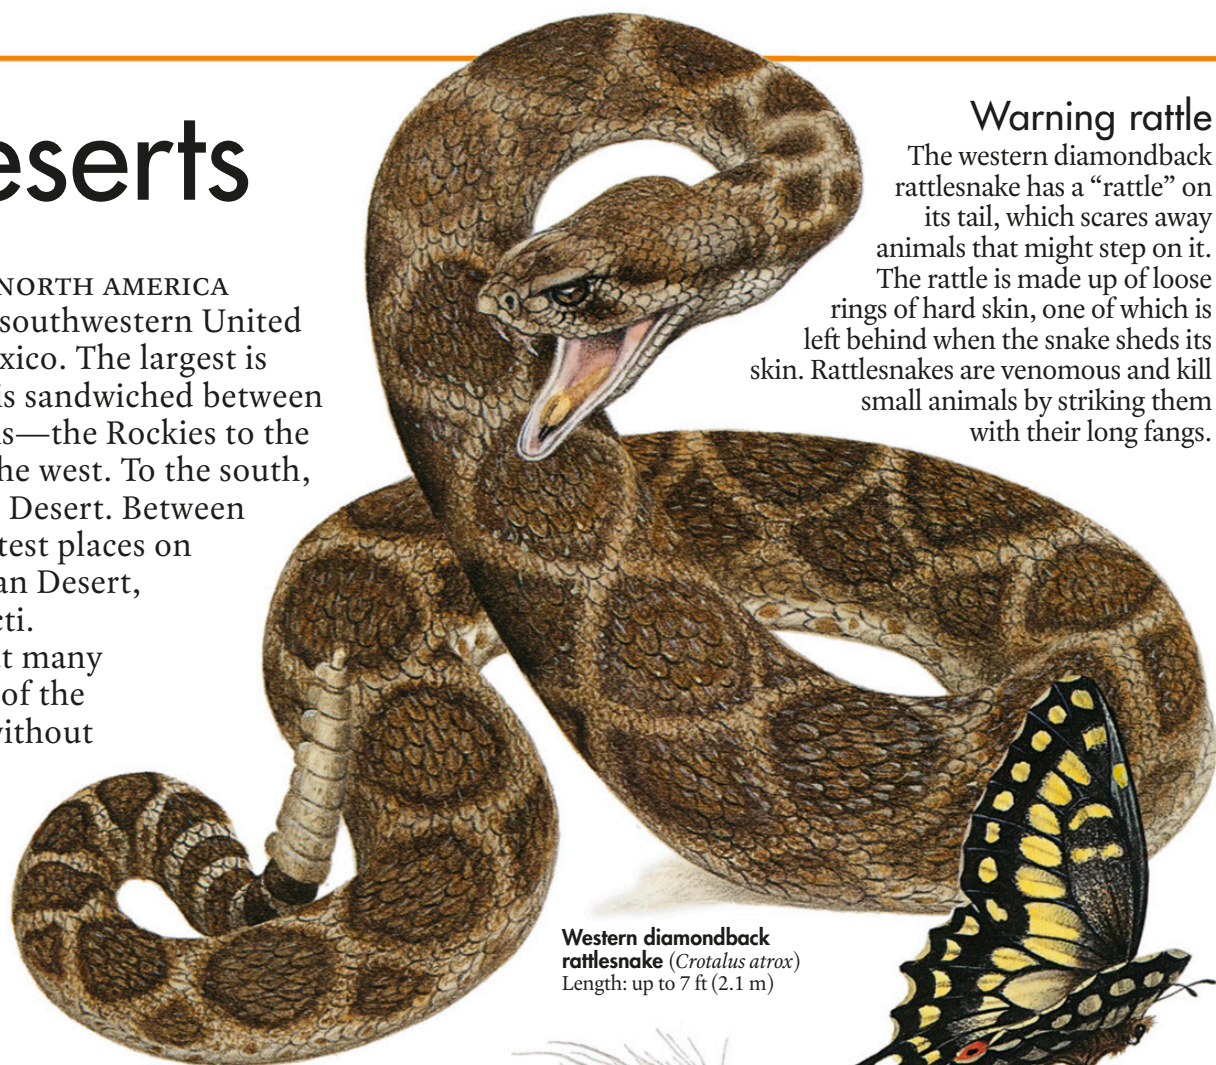 eserts
NORTH AMERICA
southwestern United
xico. The largest is
is sandwiched between
s—the Rockies to the
he west. To the south,
Desert. Between
test places on
an Desert,
cti.
t many
of the
vithout
Warning rattle
The western diamondback
rattlesnake has a “rattle” on
its tail, which scares away
animals that might step on it.
The rattle is made up of loose
rings of hard skin, one of which is
left behind when the snake sheds its
skin. Rattlesnakes are venomous and kill
small animals by striking them
with their long fangs.
Western diamondback
rattlesnake (Crotalus atrox)
Length: up to 7 ft (2.1 m)